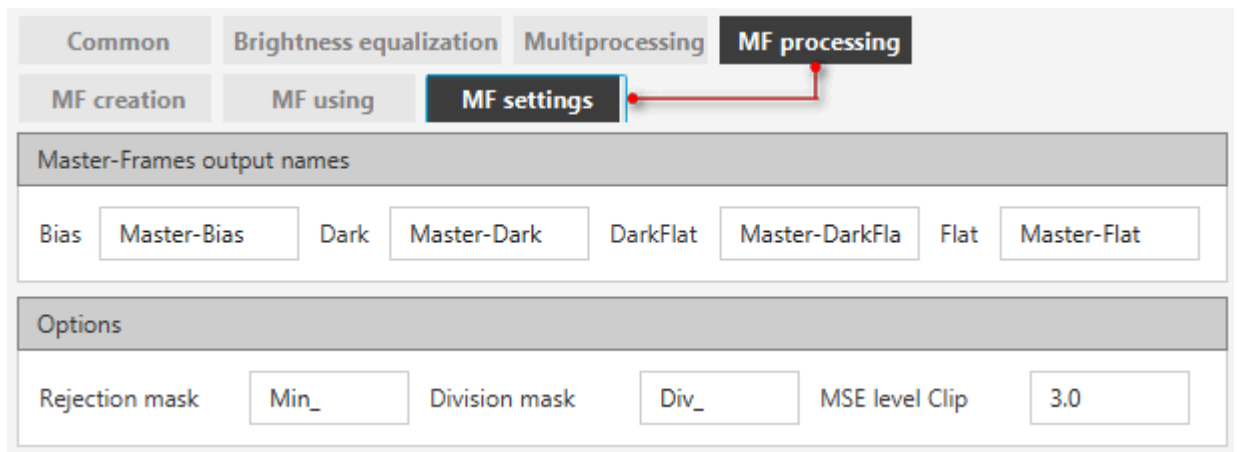 Common Brightness equalization Multiprocessing MF processing
MF creation MF using MF settings
Master-Frames output names
Bias Master-Bias Dark Master-Dark DarkFlat Master-DarkFla Flat Master-Flat
Options
Rejection mask Min_ Division mask Div_ MSE level Clip 3.0